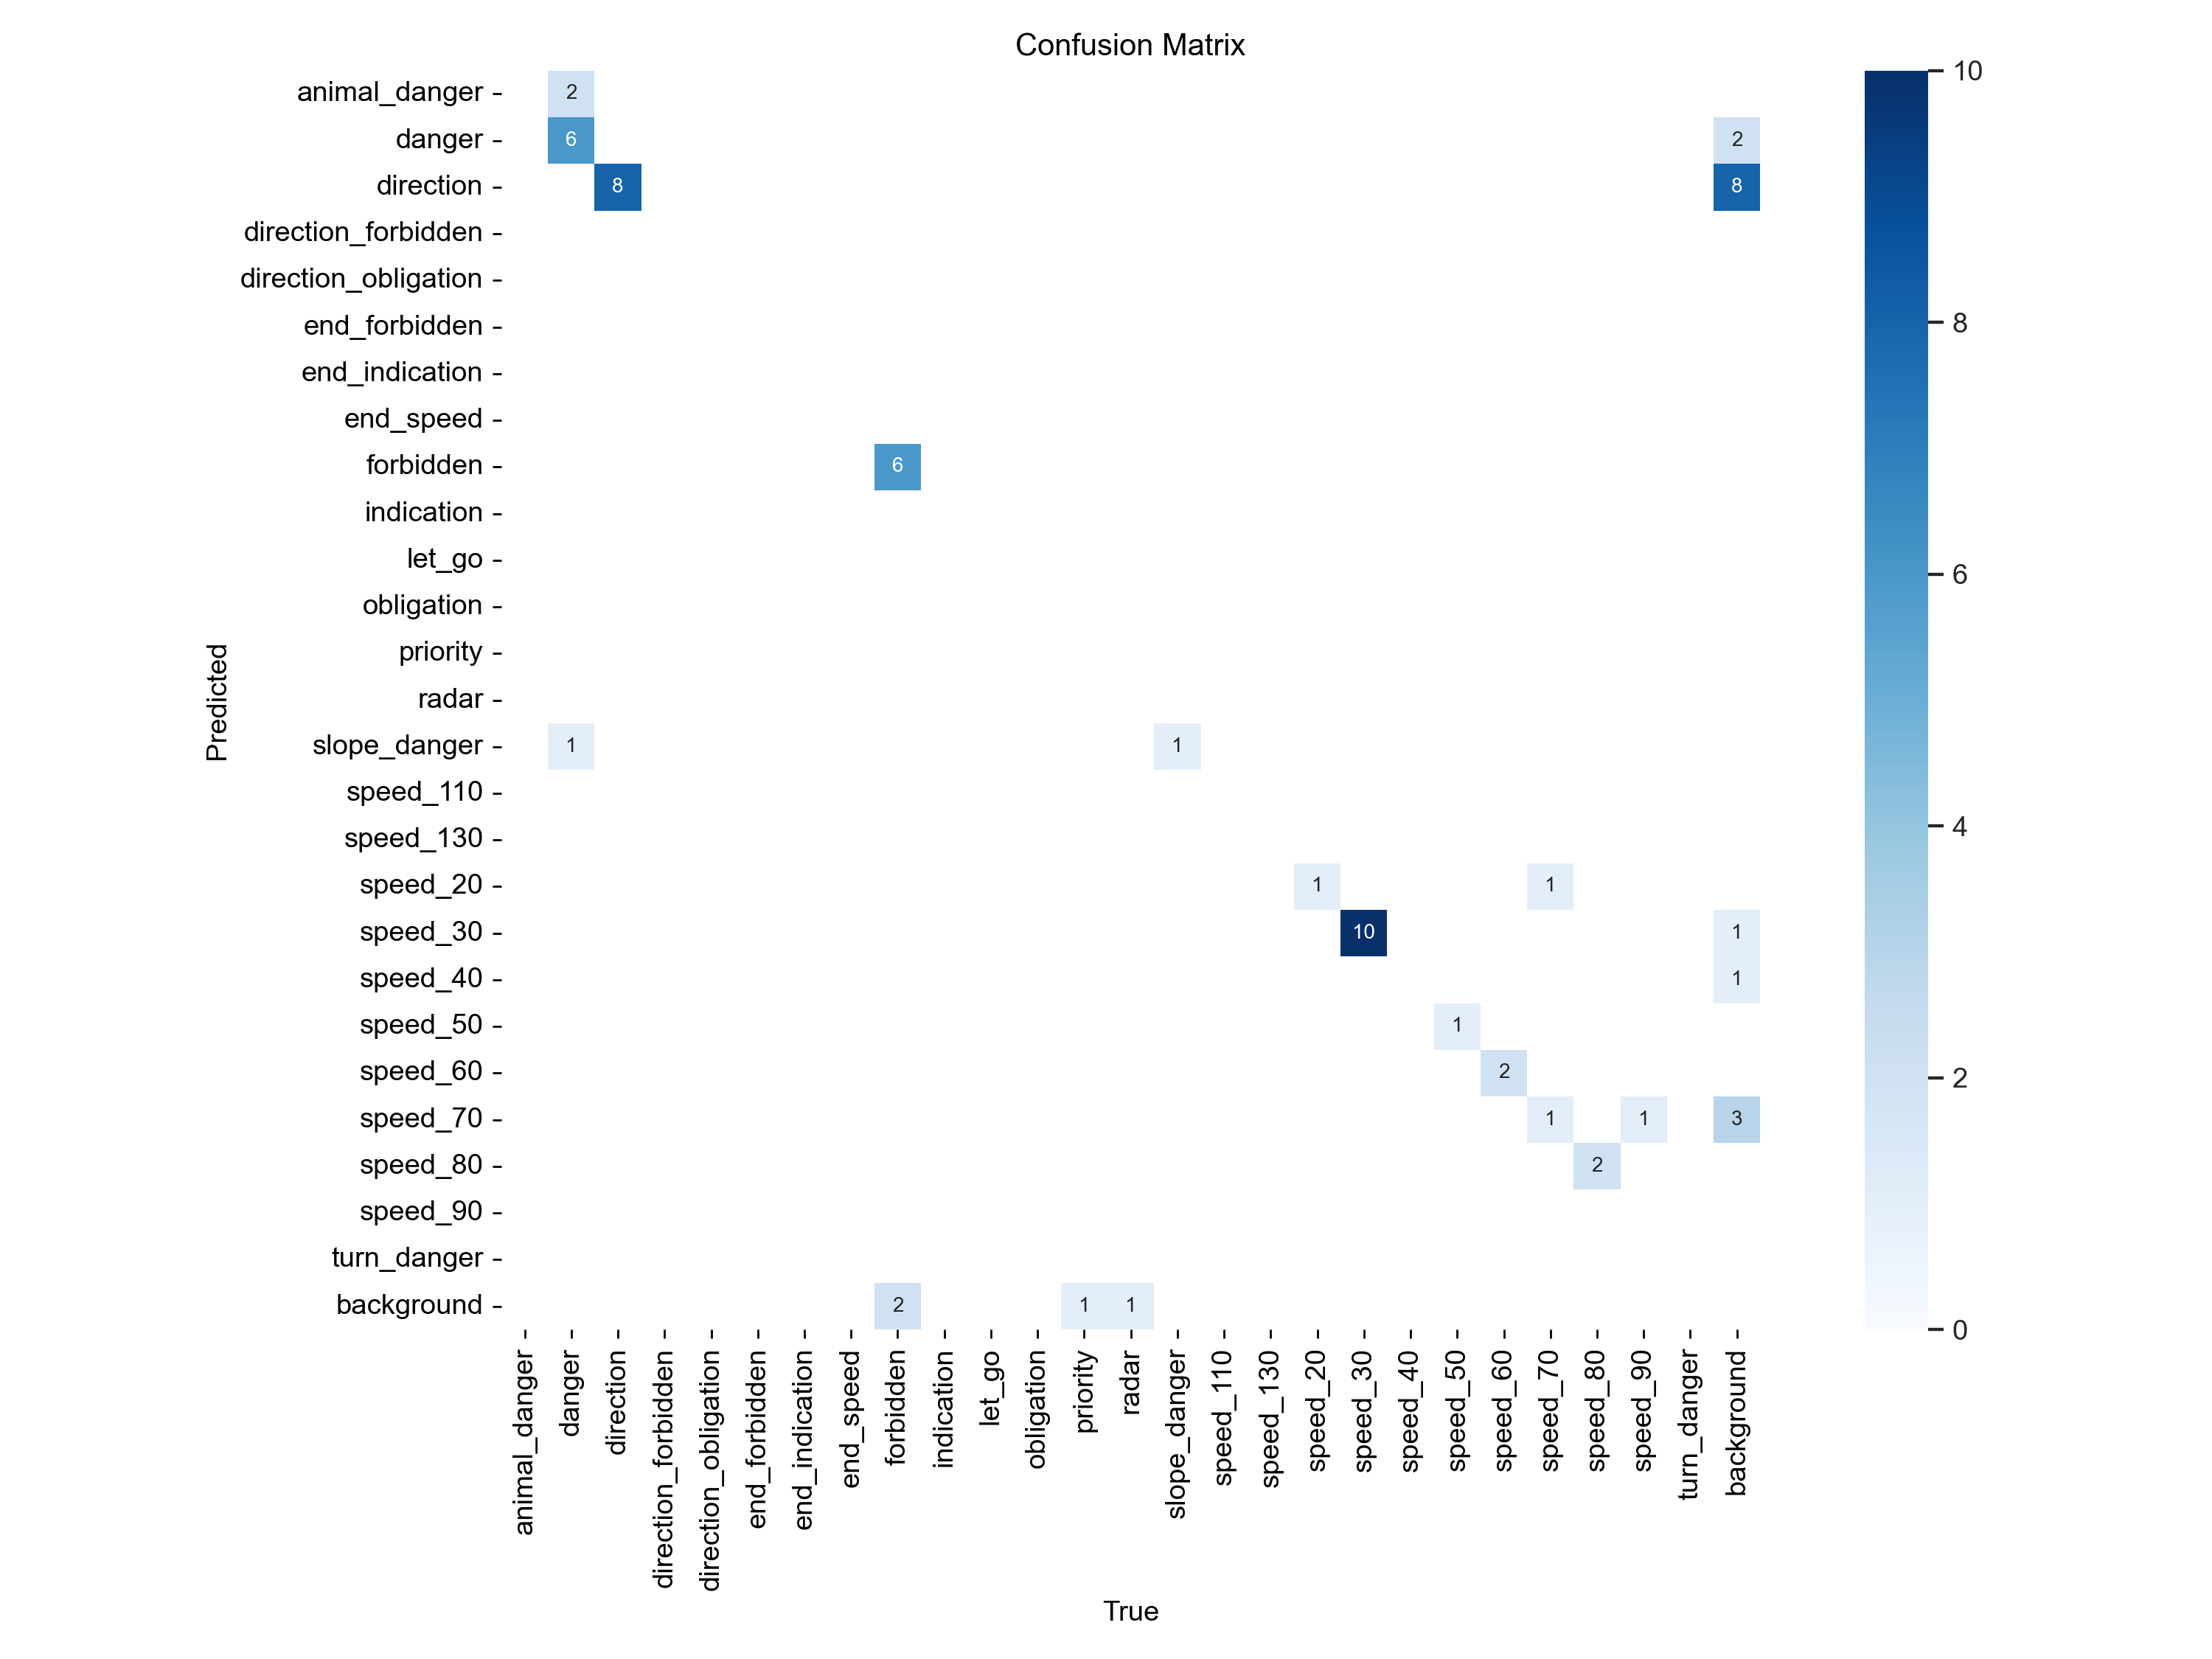 Confusion Matrix
animal_danger 2
danger 6 2
direction 8 8
direction_forbidden
direction_obligation
end_forbidden
end_indication
end_speed
forbidden 6
indication
let_go
obligation
priority
radar
slope_danger 1 1
speed_110
speed_130
speed_20 1 1
speed_30 10 1
speed_40 1
speed_50 1
speed_60 2
speed_70 1 1 3
speed_80 2
speed_90
turn_danger
background 2 1 1
Predicted
animal_danger
danger
direction
direction_forbidden
direction_obligation
end_forbidden
end_indication
end_speed
forbidden
indication
let_go
obligation
priority
radar
slope_danger
speed_110
speed_130
speed_20
speed_30
speed_40
speed_50
speed_60
speed_70
speed_80
speed_90
turn_danger
background
True
10
8
6
4
2
0